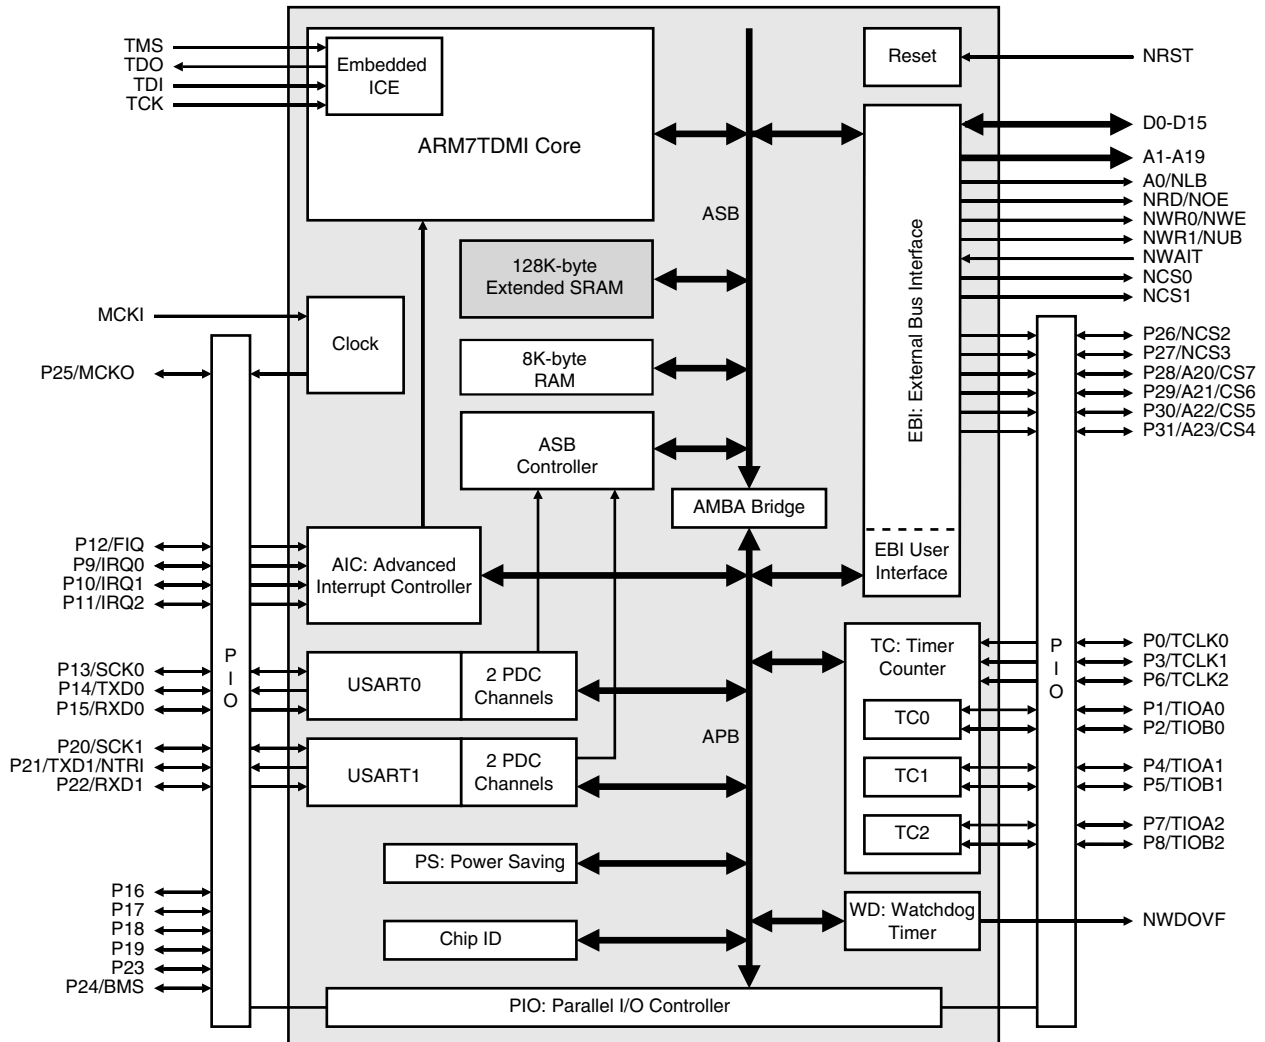 TMS
TDO
TDI
TCK
Embedded
ICE
ARM7TDMI Core
Reset
NRST
D0-D15
A1-A19
A0/NLB
NRD/NOE
NWR0/NWE
NWR1/NUB
NWAIT
NCS0
NCS1
ASB
EBI: External Bus Interface
128K-byte
Extended SRAM
MCKI
Clock
P25/MCKO
8K-byte
RAM
P26/NCS2
P27/NCS3
P28/A20/CS7
P29/A21/CS6
P30/A22/CS5
P31/A23/CS4
ASB
Controller
AMBA Bridge
EBI User
Interface
P12/FIQ
P9/IRQ0
P10/IRQ1
P11/IRQ2
AIC: Advanced
Interrupt Controller
P13/SCK0
P14/TXD0
P15/RXD0
P
I
O
USART0
2 PDC
Channels
P20/SCK1
P21/TXD1/NTRI
P22/RXD1
USART1
2 PDC
Channels
APB
TC: Timer
Counter
TC0
TC1
TC2
P
I
O
P0/TCLK0
P3/TCLK1
P6/TCLK2
P1/TIOA0
P2/TIOB0
P4/TIOA1
P5/TIOB1
P7/TIOA2
P8/TIOB2
PS: Power Saving
P16
P17
P18
P19
P23
P24/BMS
Chip ID
WD: Watchdog
Timer
NWDOVF
PIO: Parallel I/O Controller